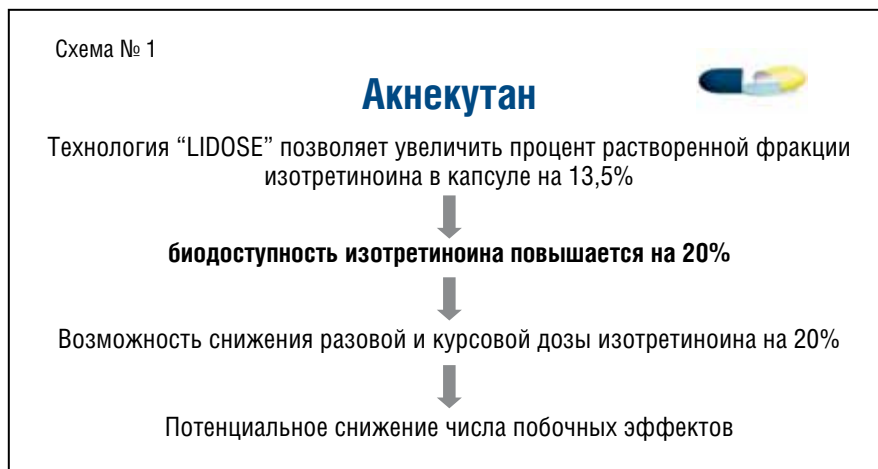 Схема № 1
Акнекутан
Технология “LIDOSE” позволяет увеличить процент растворенной фракции
изотретиноина в капсуле на 13,5%
биодоступность изотретиноина повышается на 20%
Возможность снижения разовой и курсовой дозы изотретиноина на 20%
Потенциальное снижение числа побочных эффектов